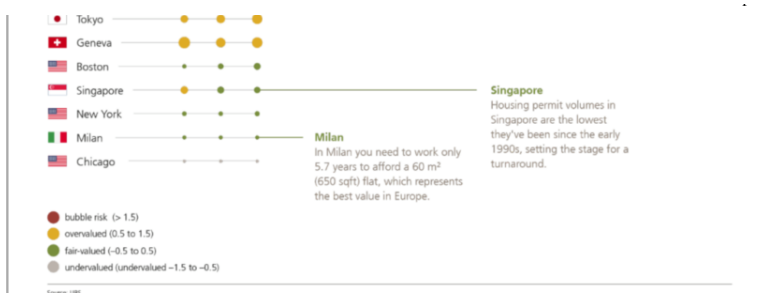 Tokyo
Geneva
Boston
Singapore
New York
Milan
Chicago
Singapore
Housing permit volumes in
Singapore are the lowest
they've been since the early
1990s, setting the stage for a
turnaround.
Milan
In Milan you need to work only
5.7 years to afford a 60 m²
(650 sqft) flat, which represents
the best value in Europe.
bubble risk (> 1.5)
overvalued (0.5 to 1.5)
fair-valued (–0.5 to 0.5)
undervalued (undervalued –1.5 to –0.5)